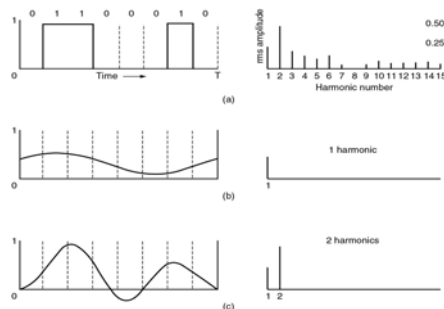 0 1 1 0 0 0 1 0
1
0
Time
T
rms amplitude
0.50
0.25
1 2 3 4 5 6 7 8 9 10 11 12 13 14 15
Harmonic number
(a)
1
0
1 harmonic
1
(b)
1
0
2 harmonics
1 2
(c)